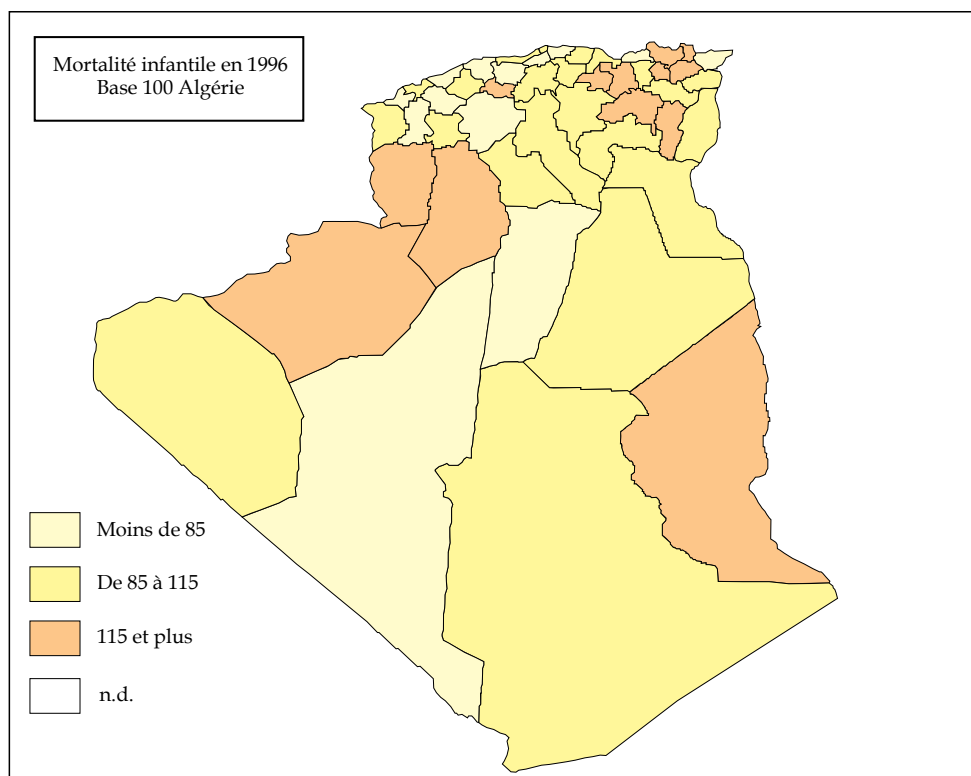 Mortalité infantile en 1996
Base 100 Algérie
Moins de 85
De 85 à 115
115 et plus
n.d.